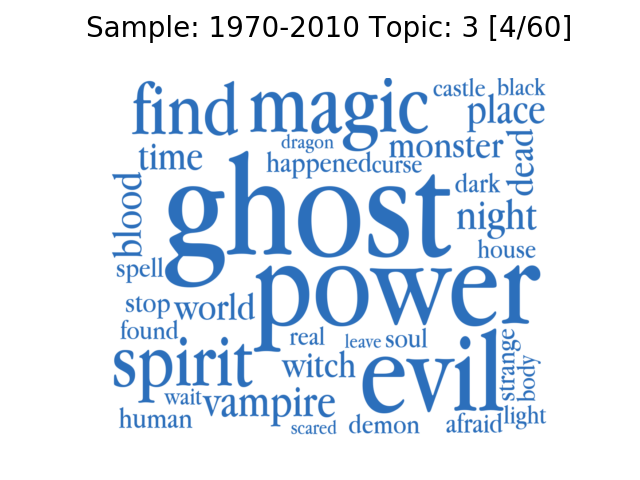 Sample: 1970-2010 Topic: 3 [4/60]
find magic castle black
place
dragon monster dead
time happened curse
blood ghost dark night
spell house
stop world power
found real leave soul
spirit witch evil strange body
wait vampire
human scared demon afraid light